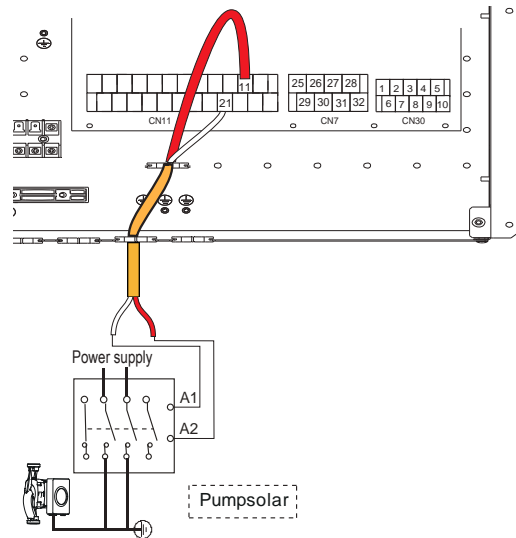 11
25 26 27 28
1 2 3 4 5
21
29 30 31 32
6 7 8 9 10
CN11
CN7
CN30
Power supply
A1
A2
Pumpsolar